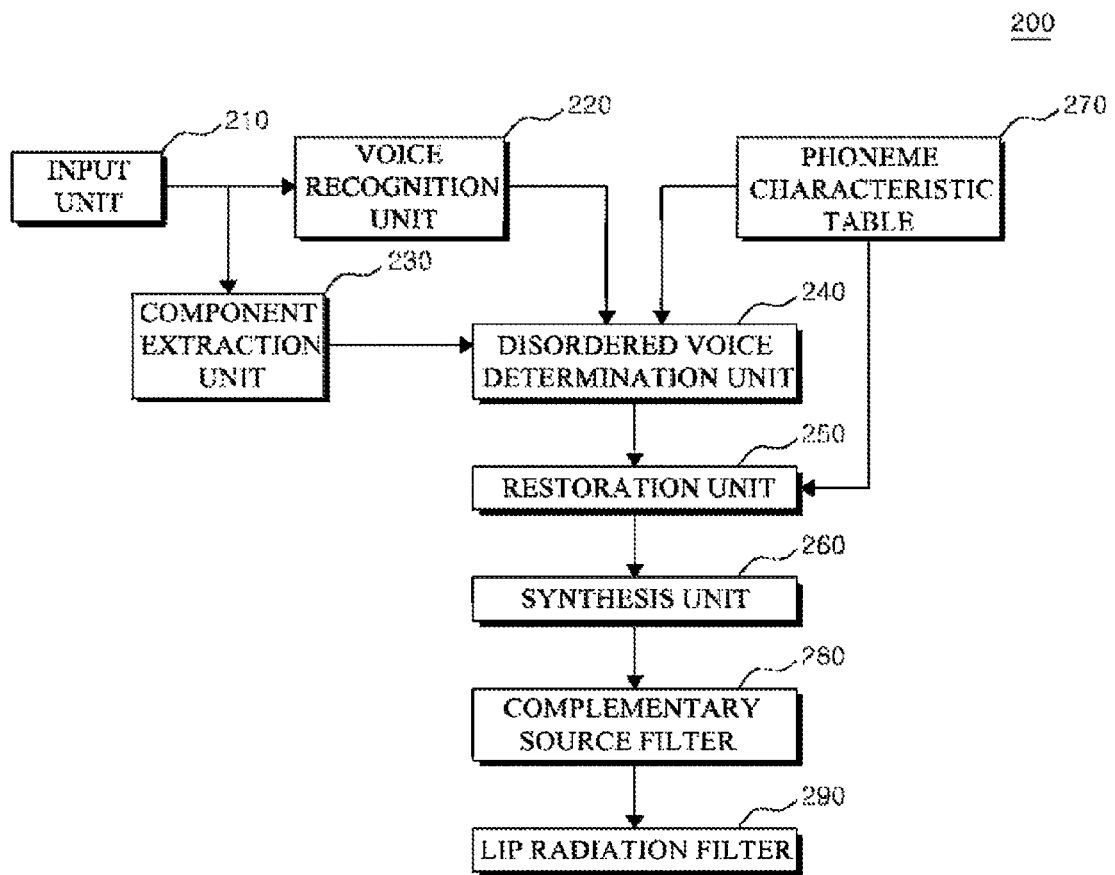 200
210
INPUT
UNIT
220
VOICE
RECOGNITION
UNIT
270
PHONEME
CHARACTERISTIC
TABLE
230
COMPONENT
EXTRACTION
UNIT
240
DISORDERED VOICE
DETERMINATION UNIT
250
RESTORATION UNIT
260
SYNTHESIS UNIT
280
COMPLEMENTARY
SOURCE FILTER
290
LIP RADIATION FILTER